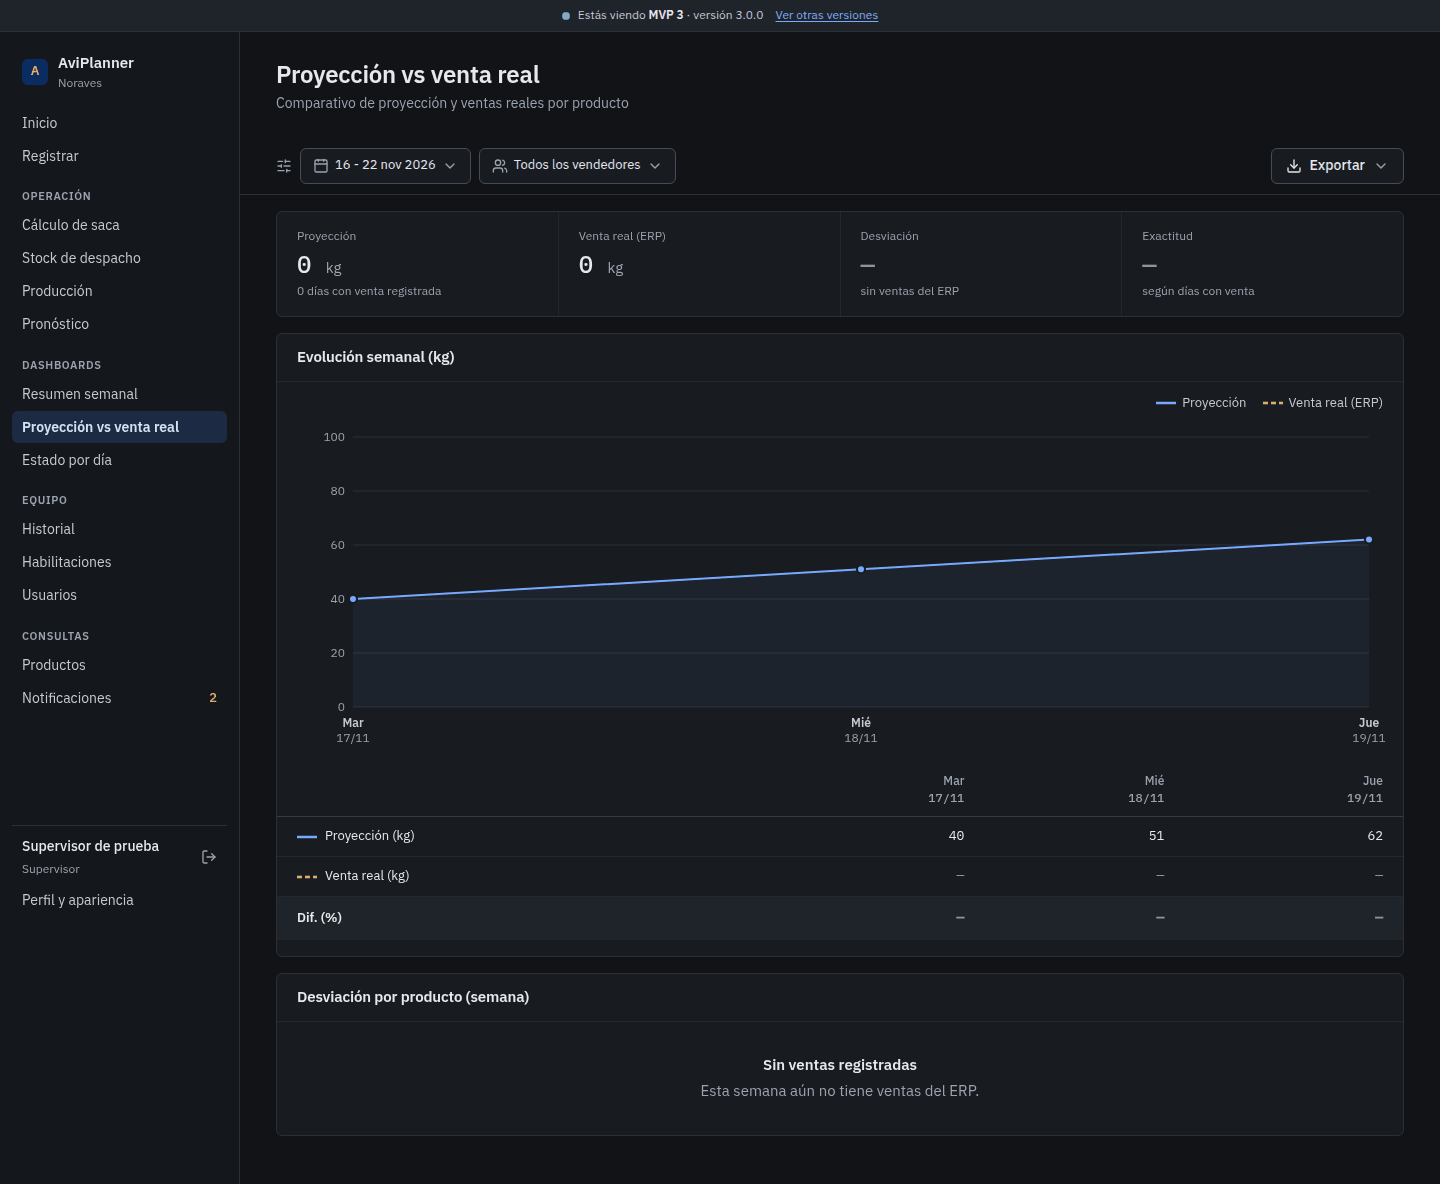 Estás viendo MVP 3 · versión 3.0.0 Ver otras versiones
A
AviPlanner
Noraves
Inicio
Registrar
OPERACIÓN
Cálculo de saca
Stock de despacho
Producción
Pronóstico
DASHBOARDS
Resumen semanal
Proyección vs venta real
Estado por día
EQUIPO
Historial
Habilitaciones
Usuarios
CONSULTAS
Productos
Notificaciones 2
Supervisor de prueba
Supervisor
Perfil y apariencia
Proyección vs venta real
Comparativo de proyección y ventas reales por producto
16 - 22 nov 2026 Todos los vendedores Exportar
Proyección
0 kg
0 días con venta registrada
Venta real (ERP)
0 kg
Desviación
—
sin ventas del ERP
Exactitud
—
según días con venta
Evolución semanal (kg)
Proyección Venta real (ERP)
100
80
60
40
20
0
Mar Mié Jue
17/11 18/11 19/11
Mar Mié Jue
17/11 18/11 19/11
Proyección (kg) 40 51 62
Venta real (kg) — — —
Dif. (%) — — —
Desviación por producto (semana)
Sin ventas registradas
Esta semana aún no tiene ventas del ERP.